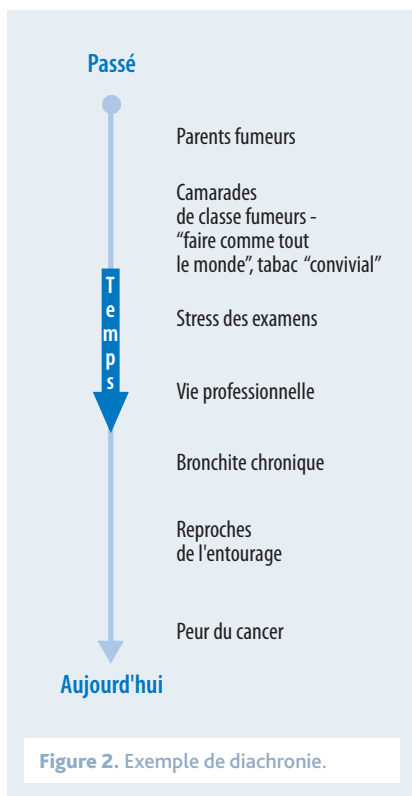 Passé
Parents fumeurs
Camarades
de classe fumeurs -
“faire comme tout
le monde”, tabac “convivial”
Temps
Stress des examens
Vie professionnelle
Bronchite chronique
Reproches
de l'entourage
Peur du cancer
Aujourd'hui
Figure 2. Exemple de diachronie.